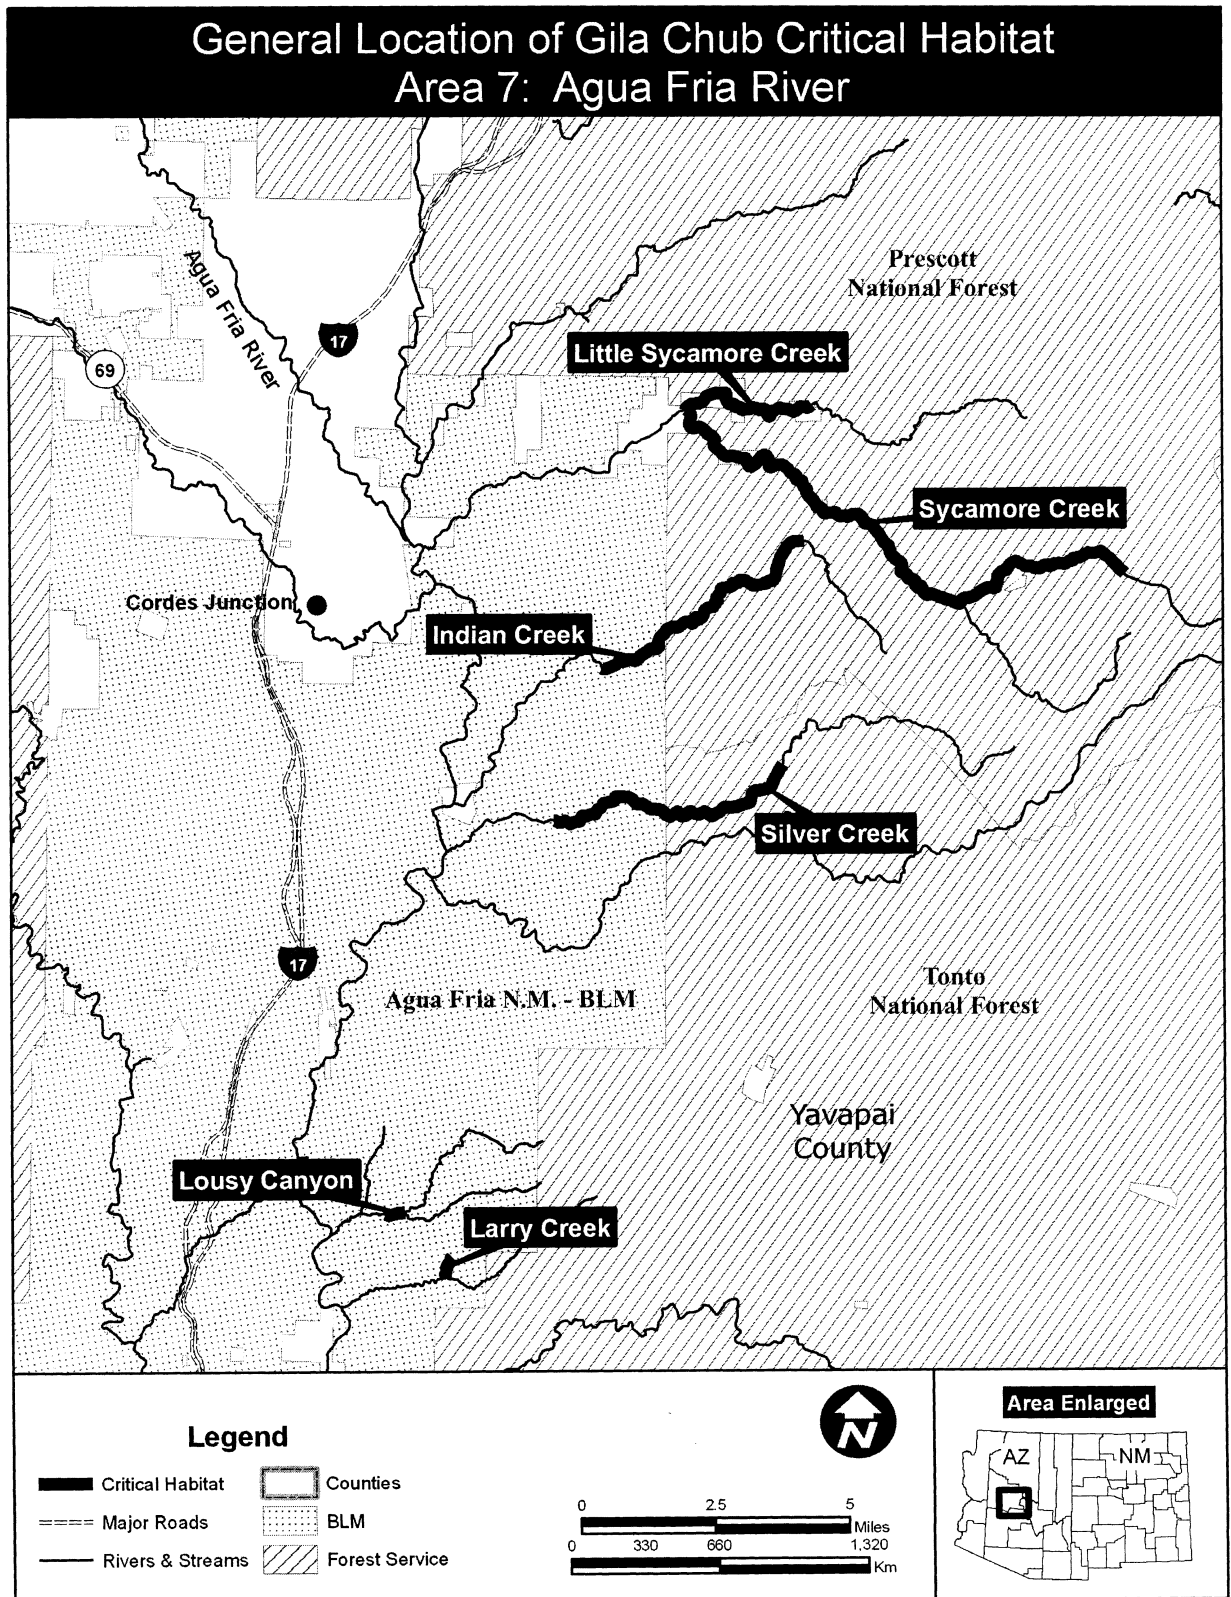 General Location of Gila Chub Critical Habitat
Area 7: Agua Fria River
Prescott
National Forest
Agua Fria River
17
Little Sycamore Creek
69
Sycamore Creek
Cordes Junction
Indian Creek
Silver Creek
17
Agua Fria N.M. - BLM
Tonto
National Forest
Yavapai
County
Lousy Canyon
Larry Creek
Legend
Critical Habitat
Counties
Major Roads
BLM
Rivers & Streams
Forest Service
N
0 2.5 5
Miles
0 330 660 1,320
Km
Area Enlarged
AZ
NM